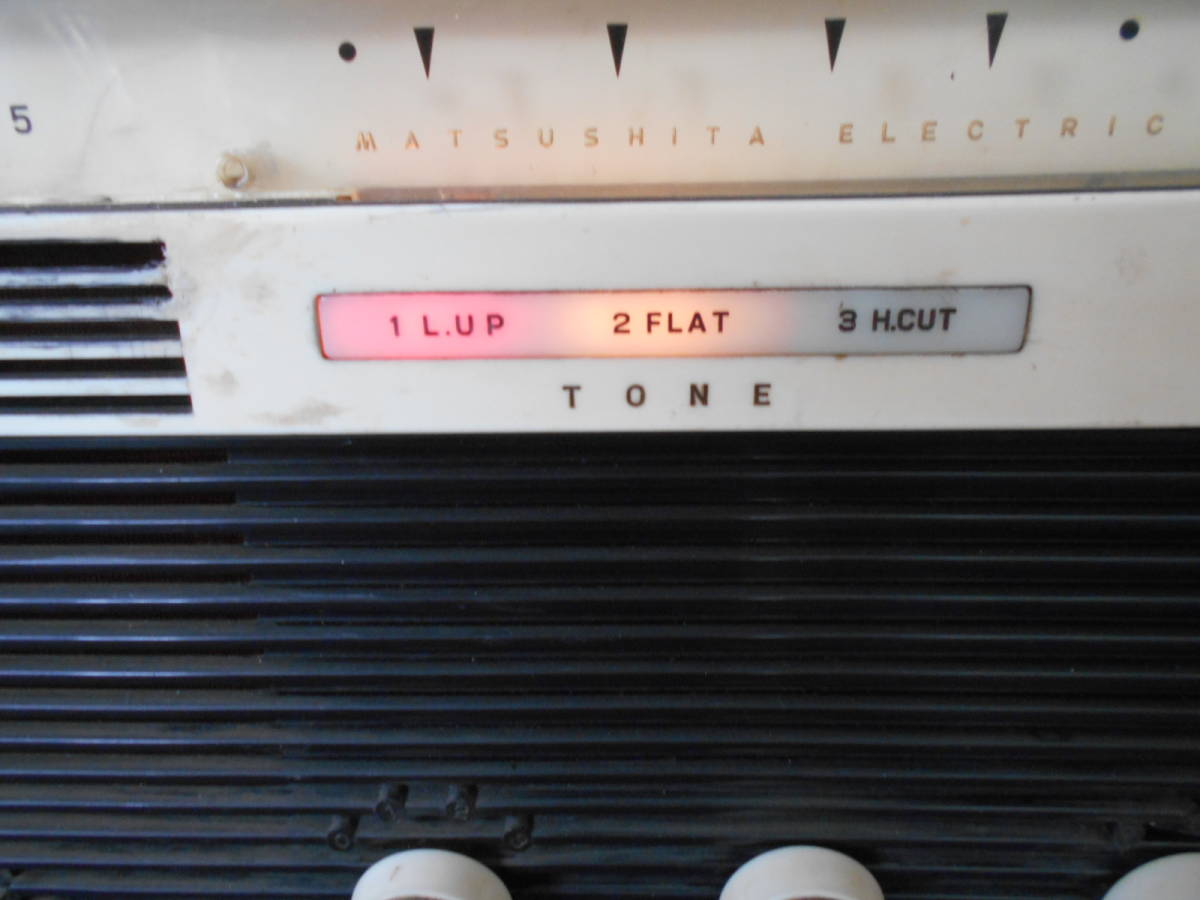 5
MATSUSHITA ELECTRIC
1 L.UP 2 FLAT 3 H.CUT
TONE